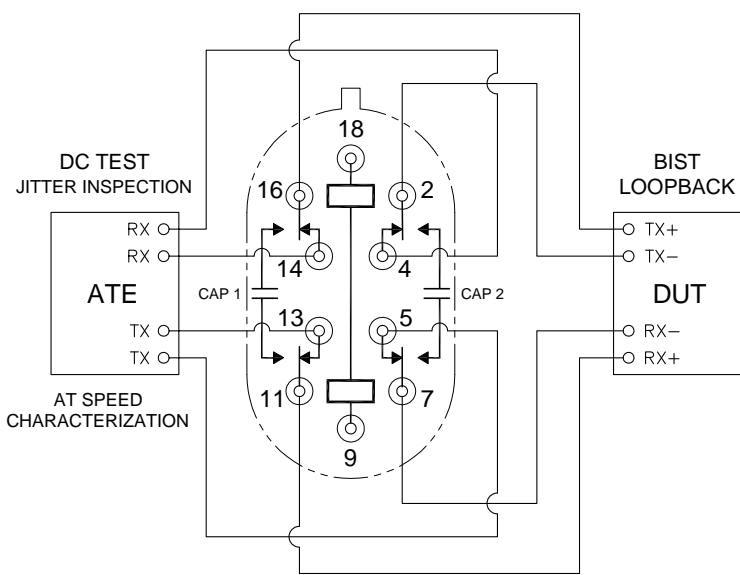 DC TEST
JITTER INSPECTION
RX
RX
ATE
TX
TX
AT SPEED
CHARACTERIZATION
18
16
2
14
4
CAP 1
CAP 2
13
5
11
7
9
BIST
LOOPBACK
TX+
TX-
DUT
RX-
RX+